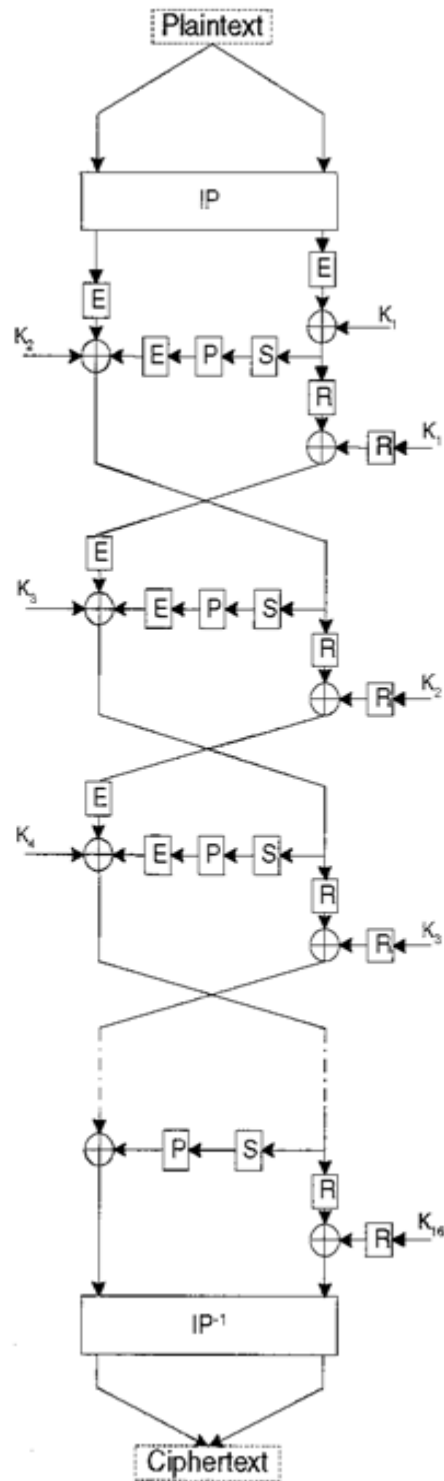 Plaintext
IP
E
E
K₁
K₂ E P S
R
R K₁
E
K₃ E P S
R
R K₂
E
K₄ E P S
R
R K₃
P S
R
R K₁₆
IP⁻¹
Ciphertext